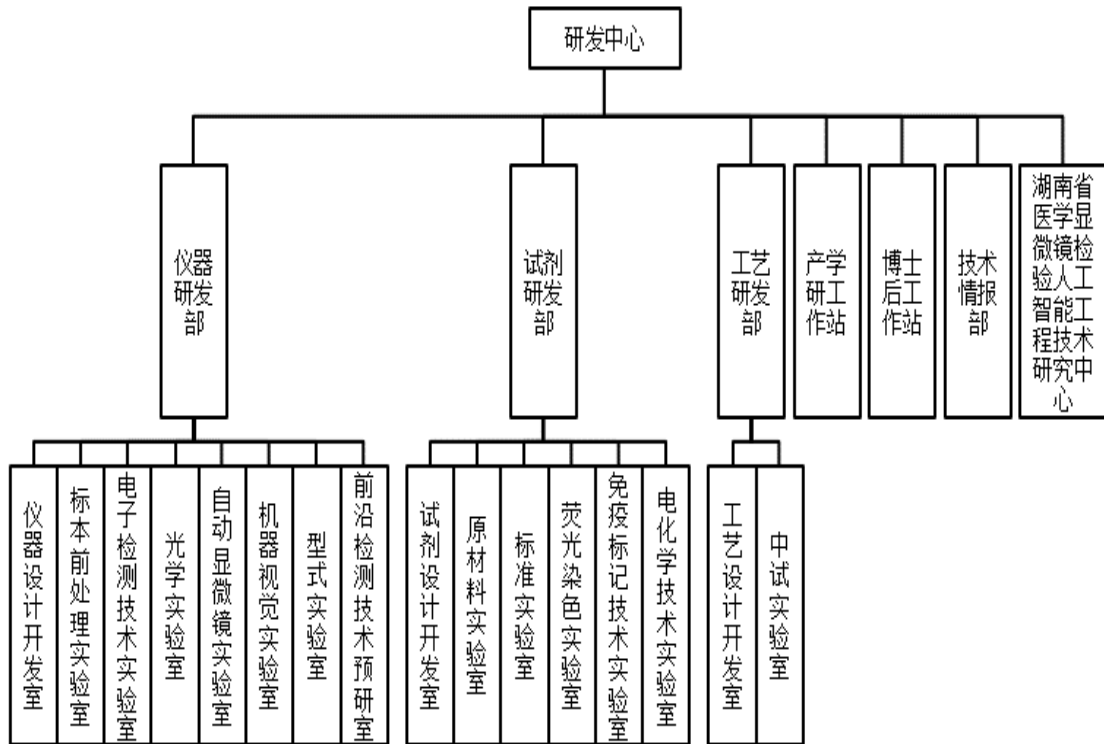 研发中心
仪器
研发
部
试剂
研发
部
工艺
研发
部
产学
研工
作站
博士
后工
作站
技术
情报
部
湖南省
医学显
微镜检
验人工
智能工
程技术
研究中
心
仪器设计开发室
标本前处理实验室
电子检测技术实验室
光学实验室
自动显微镜实验室
机器视觉实验室
型式实验室
前沿检测技术预研室
试剂设计开发室
原材料实验室
标准实验室
荧光染色实验室
免疫标记技术实验室
电化学技术实验室
工艺设计开发室
中试实验室